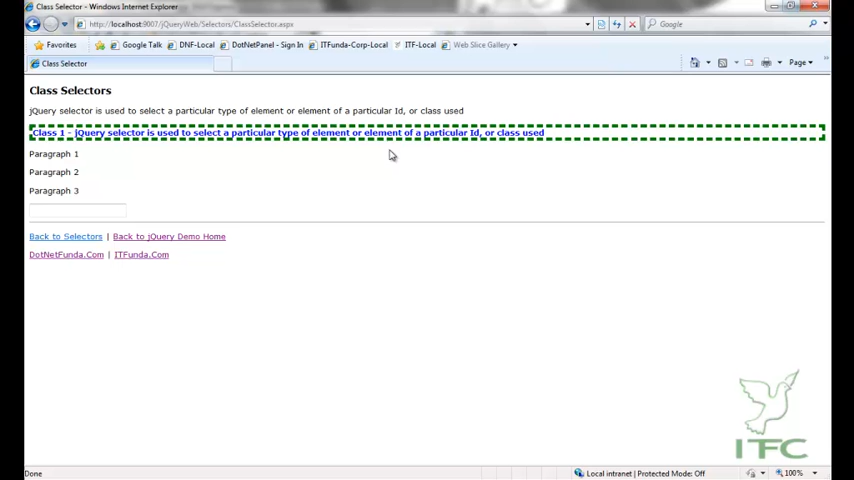 Class Selector - Windows Internet Explorer
http://localhost:9007/jQueryWeb/Selectors/ClassSelector.aspx
Google
Favorites Google Talk DNF-Local DotNetPanel - Sign In ITFunda-Corp-Local ITF-Local Web Slice Gallery
Class Selector Page
Class Selectors
jQuery selector is used to select a particular type of element or element of a particular Id, or class used
Class 1 - jQuery selector is used to select a particular type of element or element of a particular Id, or class used
Paragraph 1
Paragraph 2
Paragraph 3
Back to Selectors | Back to jQuery Demo Home
DotNetFunda.Com | ITFunda.Com
ITFC
Done Local intranet | Protected Mode: Off 100%